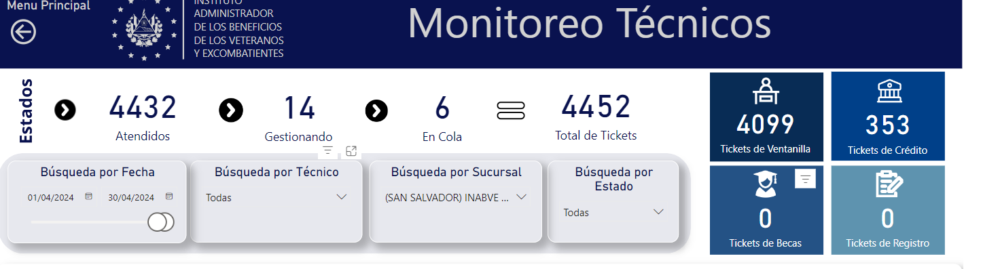 Menu Principal
INSTITUTO
ADMINISTRADOR
DE LOS BENEFICIOS
DE LOS VETERANOS
Y EXCOMBATIENTES
Monitoreo Técnicos
Estados
4432
Atendidos
14
Gestionando
6
En Cola
4452
Total de Tickets
4099
Tickets de Ventanilla
353
Tickets de Crédito
Búsqueda por Fecha
01/04/2024 30/04/2024
Búsqueda por Técnico
Todas
Búsqueda por Sucursal
(SAN SALVADOR) INABVE ...
Búsqueda por
Estado
Todas
0
Tickets de Becas
0
Tickets de Registro